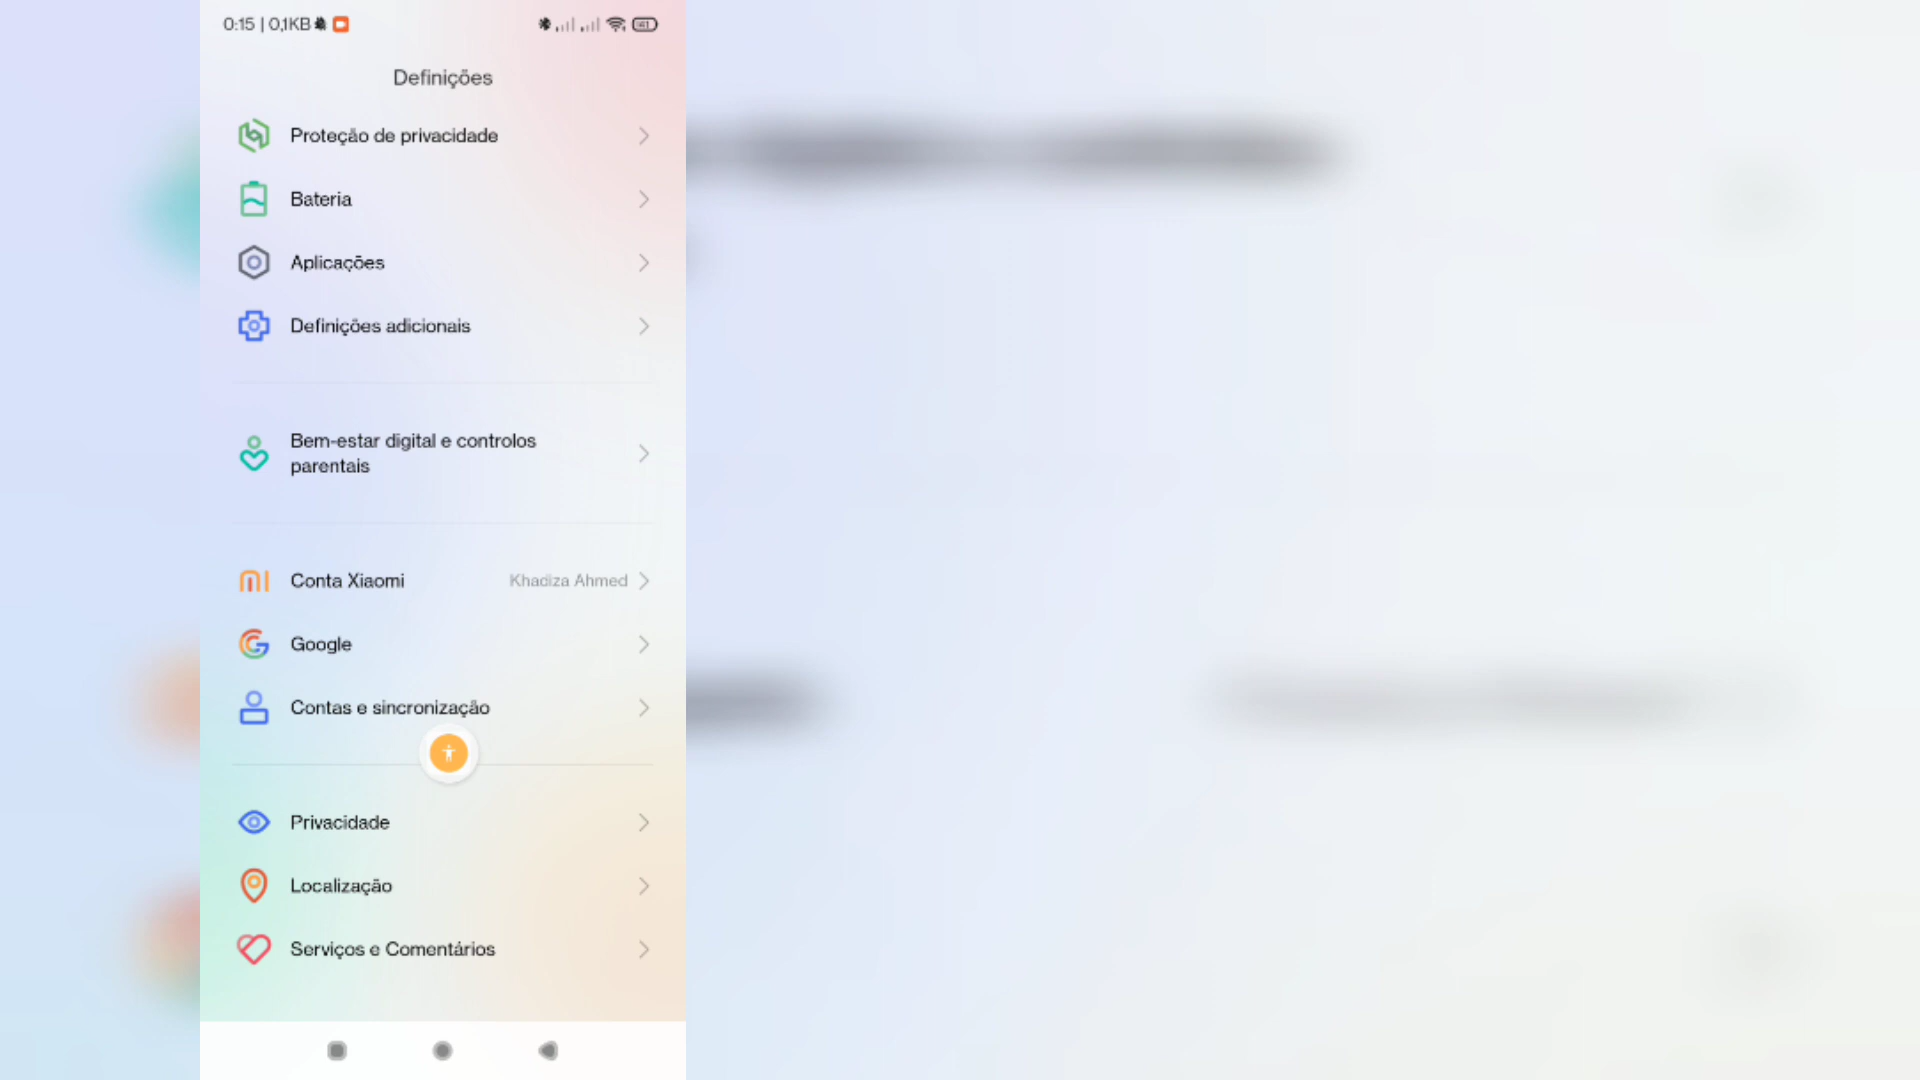 0:15 | 0,1KB
Definições
Proteção de privacidade
Bateria
Aplicações
Definições adicionais
Bem-estar digital e controlos
parentais
Conta Xiaomi
Khadiza Ahmed
Google
Contas e sincronização
Privacidade
Localização
Serviços e Comentários